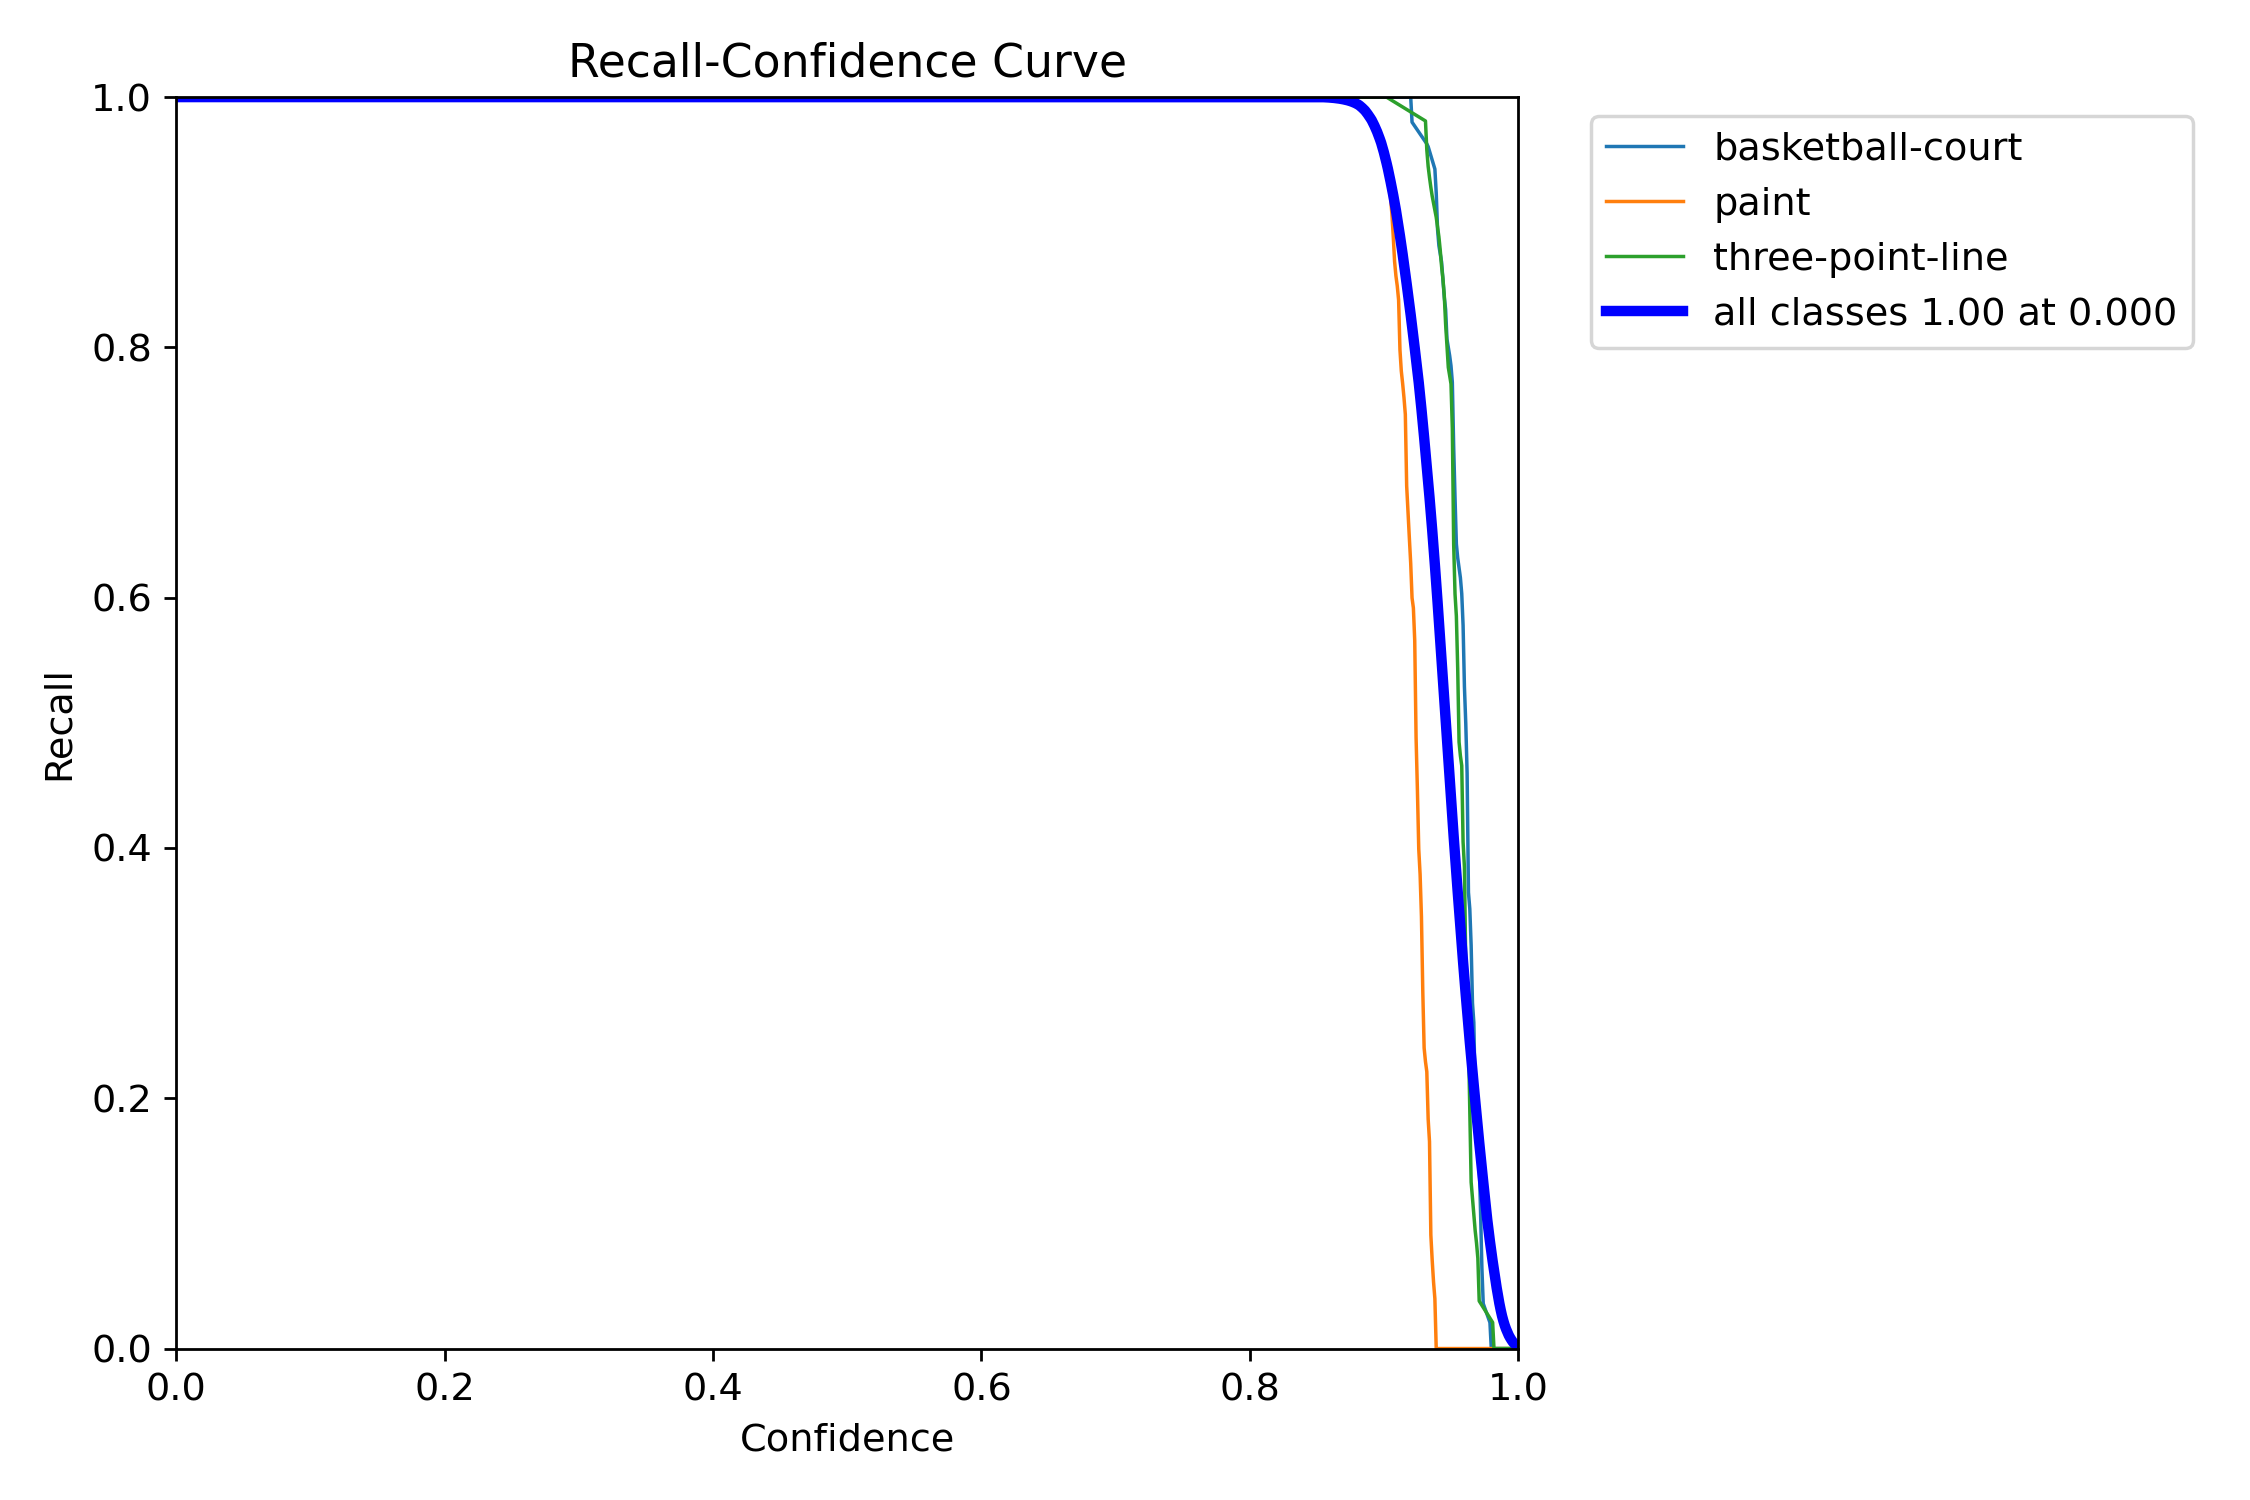 Recall-Confidence Curve
1.0
0.8
0.6
0.4
0.2
0.0
Recall
0.0 0.2 0.4 0.6 0.8 1.0
Confidence
basketball-court
paint
three-point-line
all classes 1.00 at 0.000